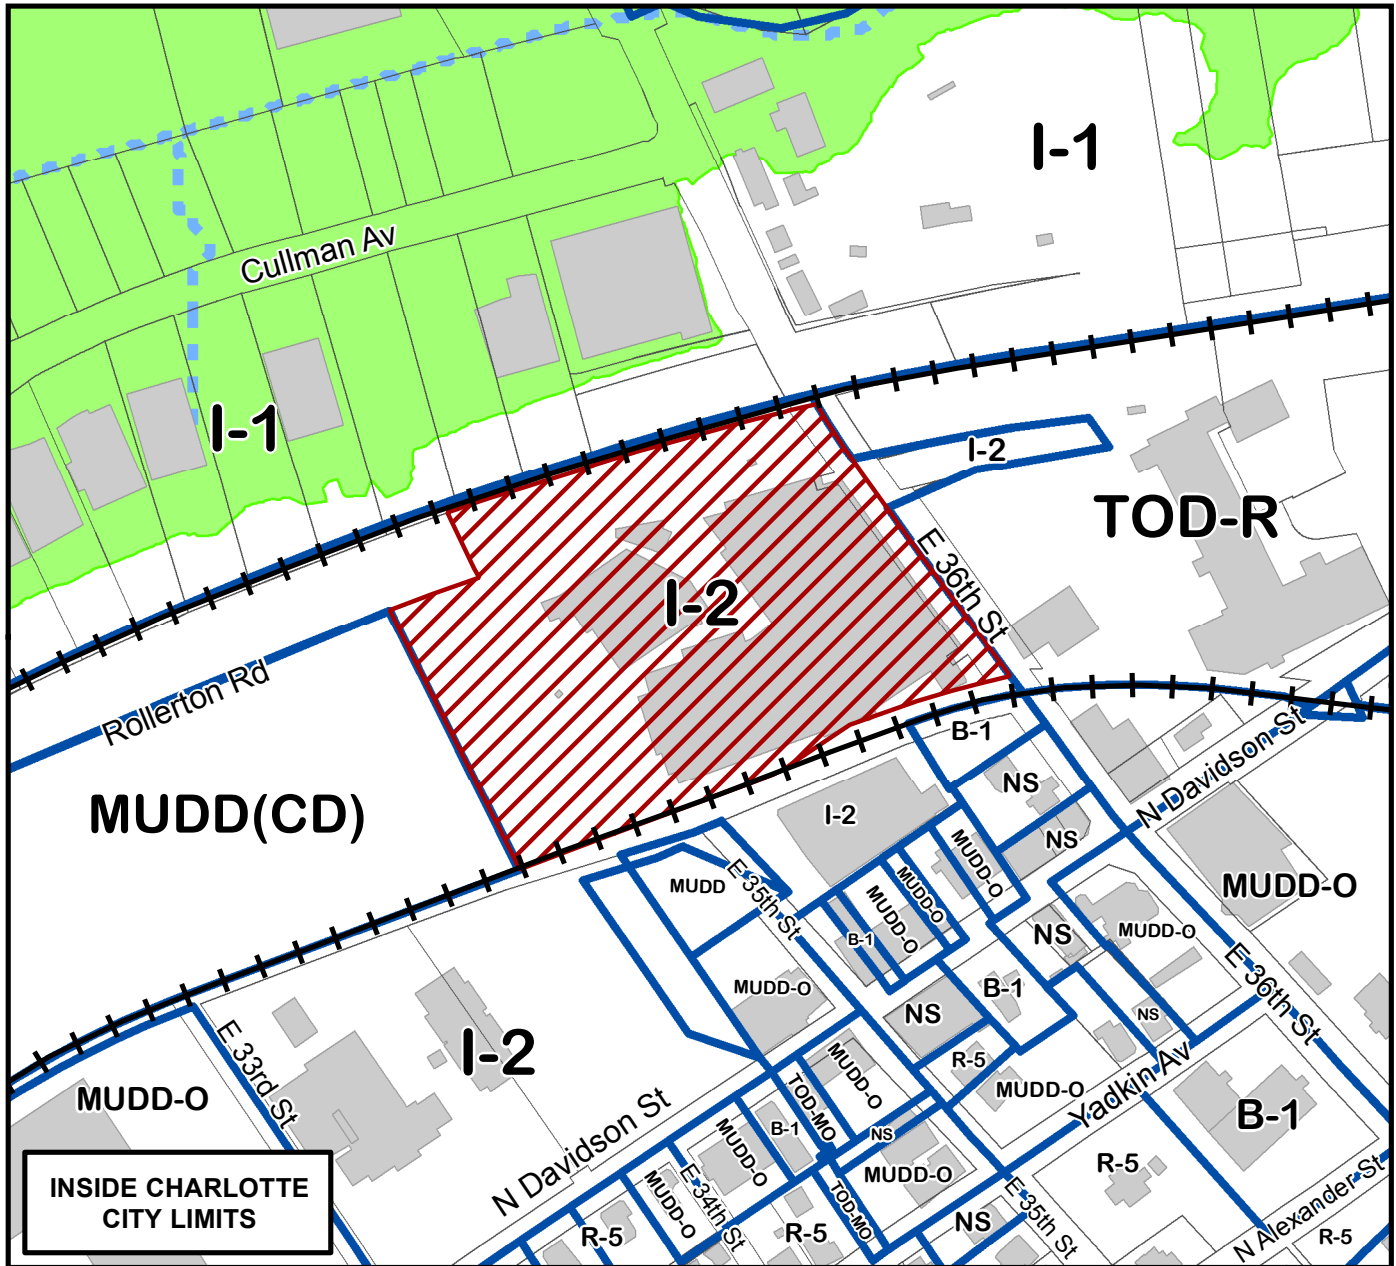 I-1
Cullman Av
I-1
I-2
TOD-R
E 36th St
I-2
Rollerton Rd
MUDD(CD)
B-1
NS
N Davidson St
I-2
NS
MUDD-O
MUDD
E 35th St
MUDD-O
MUDD-O
MUDD-O
B-1
NS
MUDD-O
E 36th St
MUDD-O
B-1
NS
NS
I-2
E 33rd St
MUDD-O
R-5
MUDD-O
MUDD-O
Yadkin Av
TOD-MO
B-1
B-1
NS
N Davidson St
MUDD-O
MUDD-O
R-5
E 34th St
MUDD-O
TOD-MO
R-5
R-5
NS
E 35th St
N Alexander St
R-5
INSIDE CHARLOTTE
CITY LIMITS